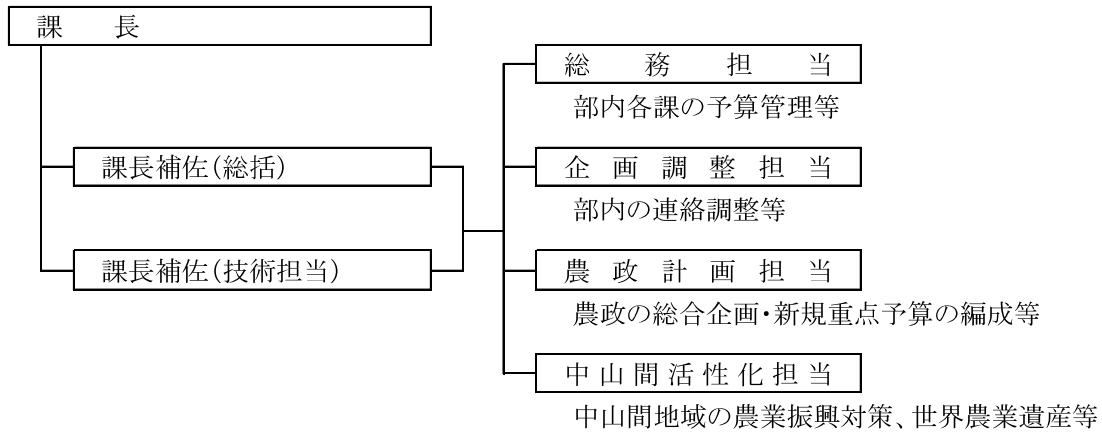 課長
総務担当
部内各課の予算管理等
課長補佐（総括）
企画調整担当
部内の連絡調整等
課長補佐（技術担当）
農政計画担当
農政の総合企画・新規重点予算の編成等
中山間活性化担当
中山間地域の農業振興対策、世界農業遺産等